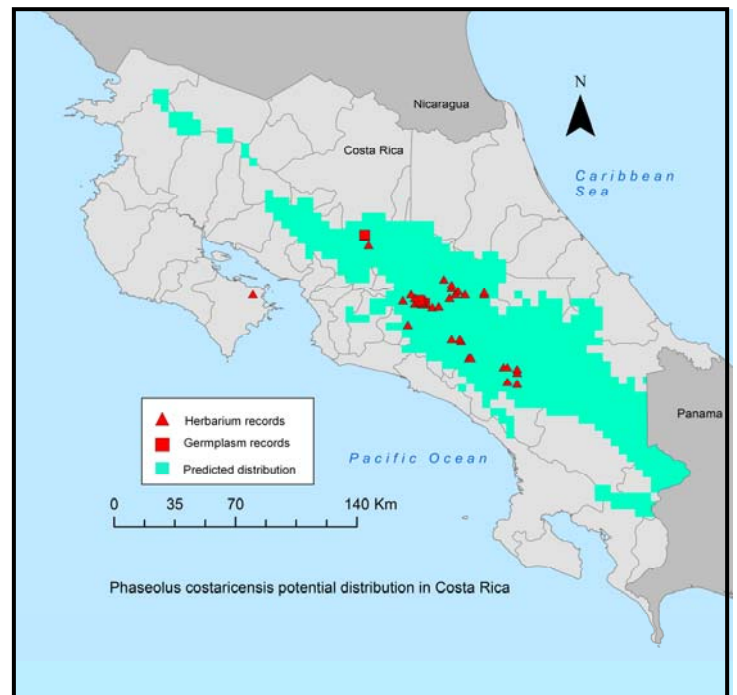 N
Nicaragua
Costa Rica
Caribbean
Sea
Panama
Herbarium records
Germplasm records
Predicted distribution
Pacific Ocean
0 35 70 140 Km
Phaseolus costaricensis potential distribution in Costa Rica